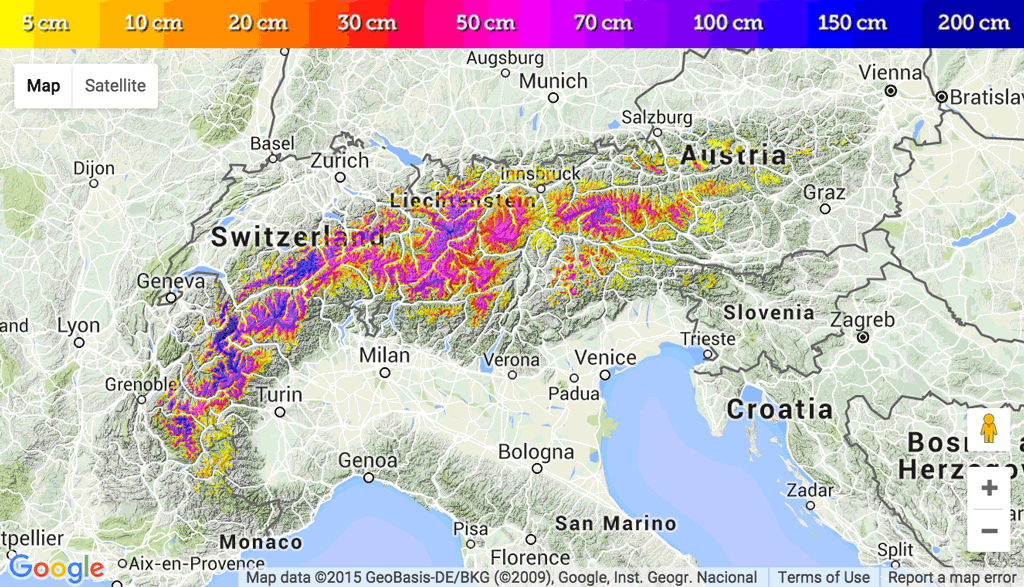 5 cm 10 cm 20 cm 30 cm 50 cm 70 cm 100 cm 150 cm 200 cm
Map Satellite
Augsburg
Munich
Vienna
Bratislav
Salzburg
Basel
Zurich
Austria
Dijon
Innsbruck
Graz
Liechtenstein
Switzerland
Geneva
Slovenia
Zagreb
and
Lyon
Trieste
Milan
Verona
Venice
Grenoble
Turin
Padua
Croatia
Bologna
Genoa
Zadar
Pisa
San Marino
tpellier
Monaco
Florence
Split
Aix-en-Provence
Google
Map data ©2015 GeoBasis-DE/BKG (©2009), Google, Inst. Geogr. Nacional Terms of Use Report a map error